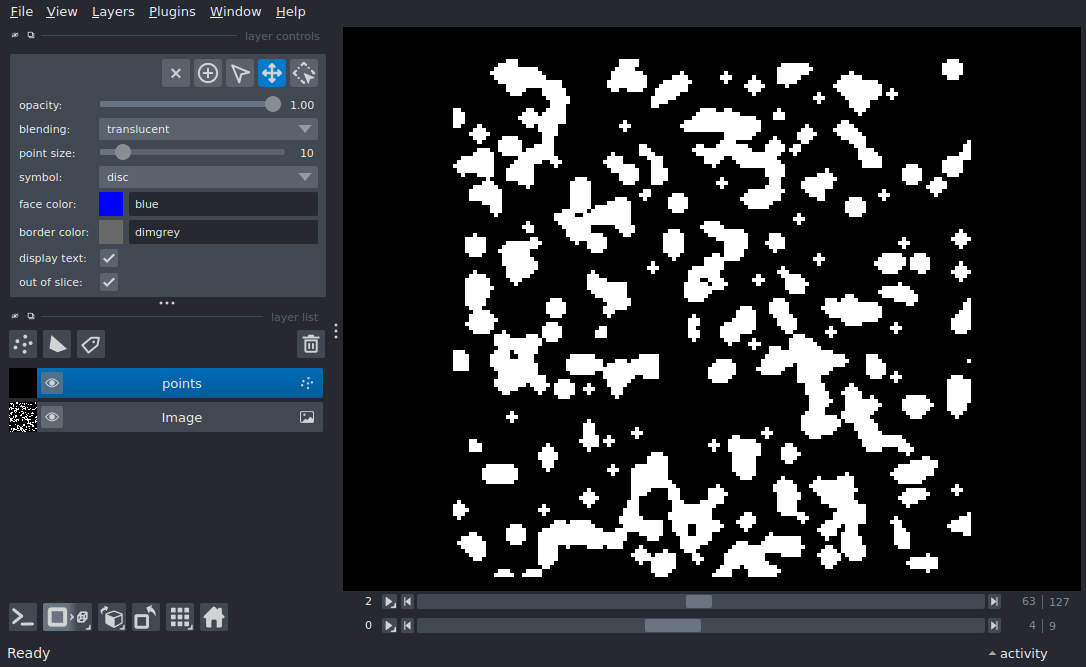 File View Layers Plugins Window Help
layer controls
opacity: 1.00
blending: translucent
point size: 10
symbol: disc
face color: blue
border color: dimgrey
display text:
out of slice:
layer list
points
Image
2 63 | 127
0 4 | 9
Ready activity